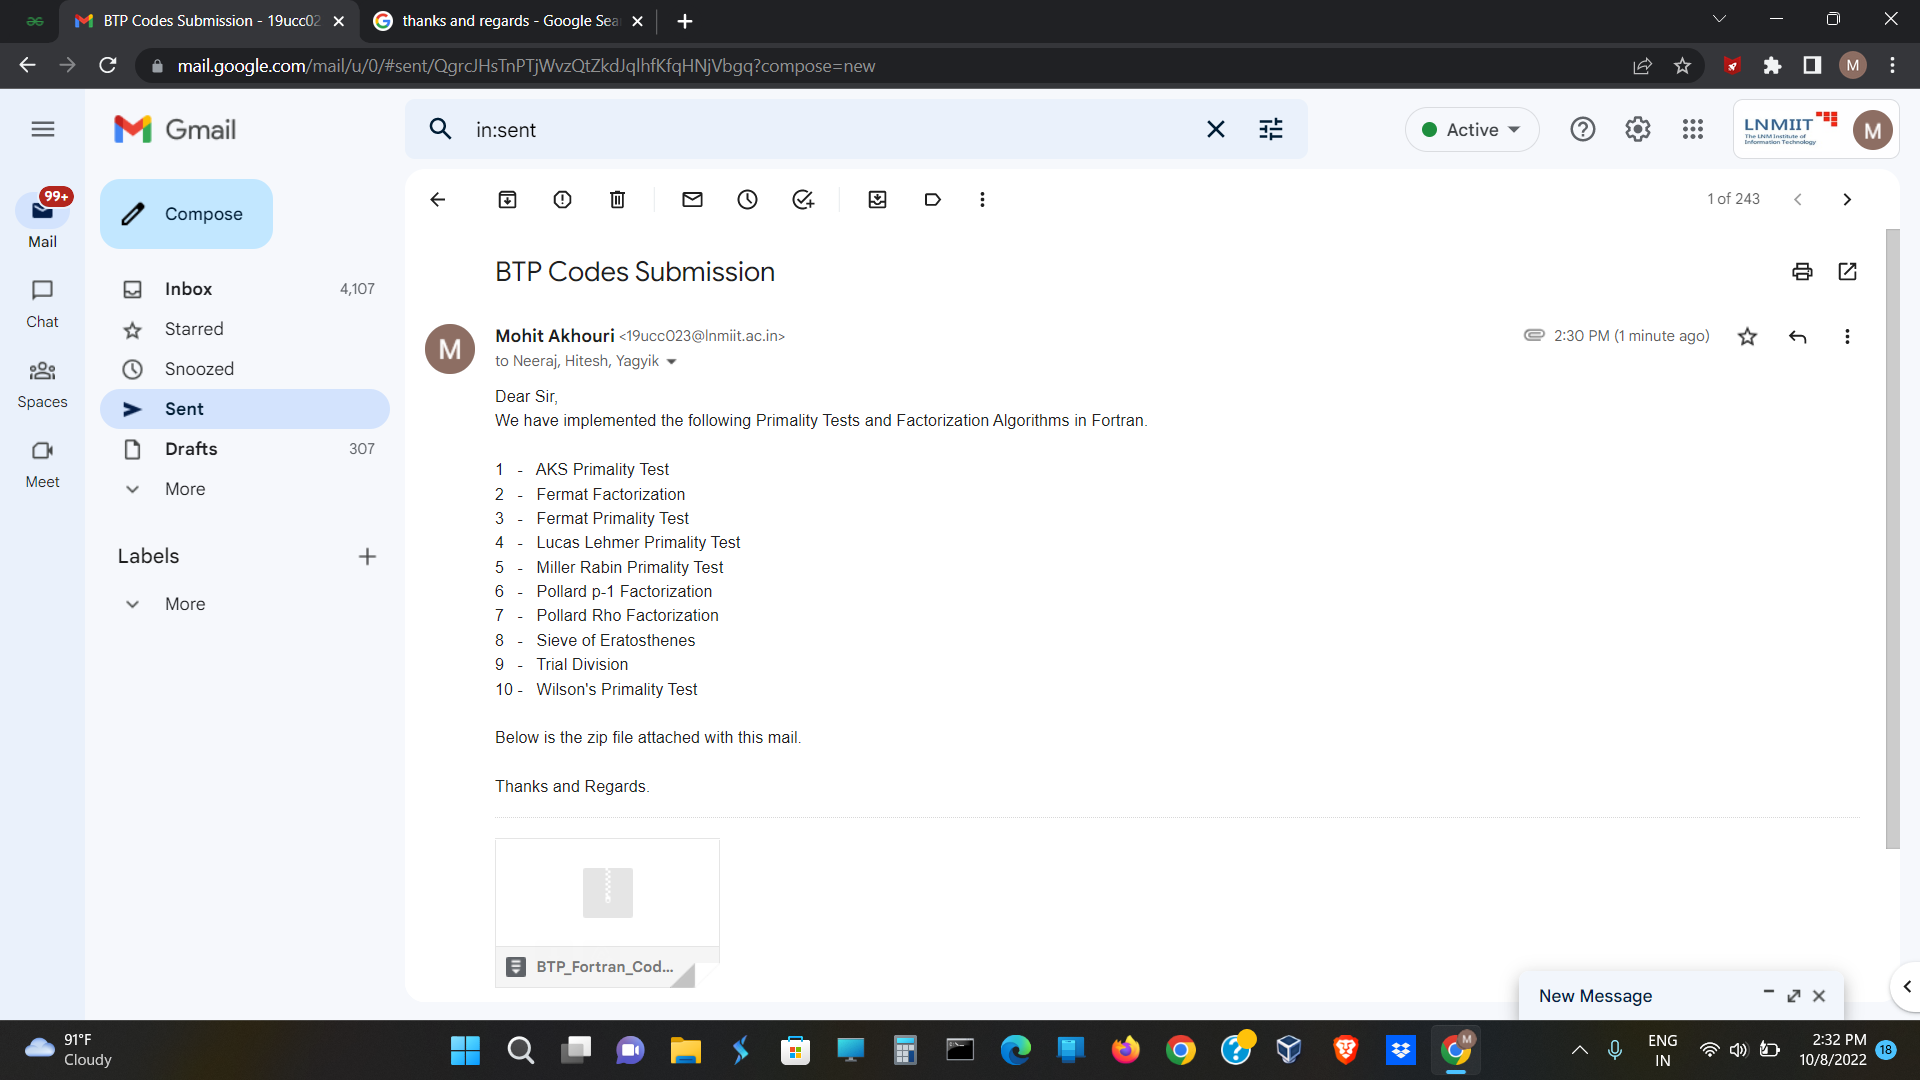 BTP Codes Submission - 19ucc02
thanks and regards - Google Sea
mail.google.com/mail/u/0/#sent/QgrcJHsTnPTjWvzQtZkdJqlhfKfqHNjVbgq?compose=new
M
Gmail
in:sent
Active
LNMIIT
The LNM Institute of
Information Technology
M
99+
Mail
Chat
Spaces
Meet
Compose
Inbox 4,107
Starred
Snoozed
Sent
Drafts 307
More
Labels
More
1 of 243
BTP Codes Submission
M
Mohit Akhouri <19ucc023@lnmiit.ac.in>
2:30 PM (1 minute ago)
to Neeraj, Hitesh, Yagyik
Dear Sir,
We have implemented the following Primality Tests and Factorization Algorithms in Fortran.
1 - AKS Primality Test
2 - Fermat Factorization
3 - Fermat Primality Test
4 - Lucas Lehmer Primality Test
5 - Miller Rabin Primality Test
6 - Pollard p-1 Factorization
7 - Pollard Rho Factorization
8 - Sieve of Eratosthenes
9 - Trial Division
10 - Wilson's Primality Test
Below is the zip file attached with this mail.
Thanks and Regards.
BTP_Fortran_Cod...
New Message
91°F
Cloudy
M
ENG
IN
2:32 PM
10/8/2022
18